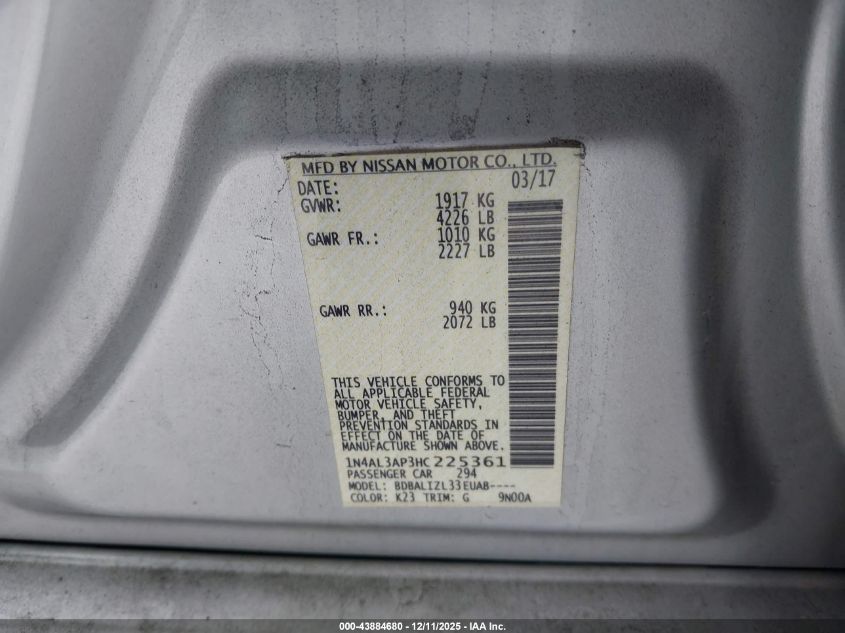 MFD BY NISSAN MOTOR CO., LTD.
DATE: 03/17
GVWR: 1917 KG
4226 LB
GAWR FR.: 1010 KG
2227 LB
GAWR RR.: 940 KG
2072 LB
THIS VEHICLE CONFORMS TO
ALL APPLICABLE FEDERAL
MOTOR VEHICLE SAFETY,
BUMPER, AND THEFT
PREVENTION STANDARDS IN
EFFECT ON THE DATE OF
MANUFACTURE SHOWN ABOVE.
1N4AL3AP3HC225361
PASSENGER CAR 294
MODEL: BDBALIZL33EUAB----
COLOR: K23 TRIM: G 9N00A
000-43884680 - 12/11/2025 - IAA Inc.